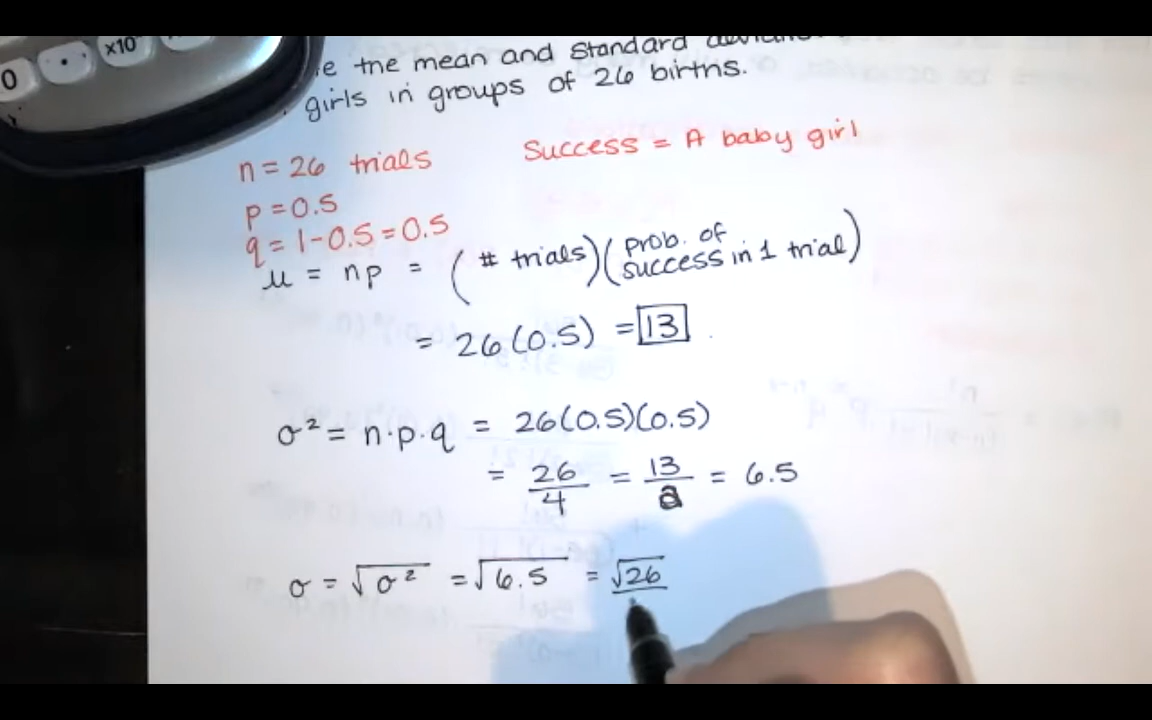 0 . x10
e the mean and standard
girls in groups of 26 births.
n = 26 trials Success = A baby girl
p = 0.5
q = 1 - 0.5 = 0.5
μ = np = (# trials)(prob. of success in 1 trial)
= 26(0.5) = 13
σ² = n·p·q = 26(0.5)(0.5)
= 26/4 = 13/2 = 6.5
σ = √σ² = √6.5 = √26